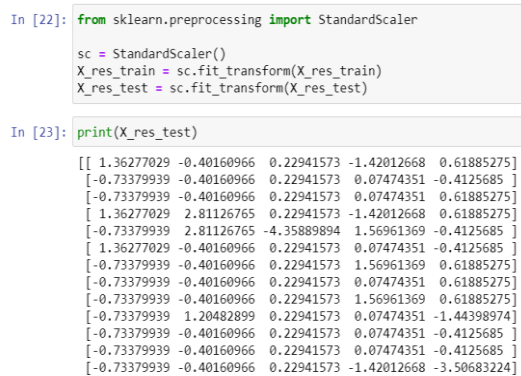 In [22]: from sklearn.preprocessing import StandardScaler
sc = StandardScaler()
X_res_train = sc.fit_transform(X_res_train)
X_res_test = sc.fit_transform(X_res_test)
In [23]: print(X_res_test)
[[ 1.36277029 -0.40160966  0.22941573 -1.42012668  0.61885275]
[-0.73379939 -0.40160966  0.22941573  0.07474351 -0.4125685 ]
[-0.73379939 -0.40160966  0.22941573  0.07474351  0.61885275]
[ 1.36277029  2.81126765  0.22941573 -1.42012668  0.61885275]
[-0.73379939  2.81126765 -4.35889894  1.56961369 -0.4125685 ]
[ 1.36277029 -0.40160966  0.22941573  0.07474351 -0.4125685 ]
[-0.73379939 -0.40160966  0.22941573  1.56961369  0.61885275]
[-0.73379939 -0.40160966  0.22941573  0.07474351  0.61885275]
[-0.73379939 -0.40160966  0.22941573  1.56961369  0.61885275]
[-0.73379939  1.20482899  0.22941573  0.07474351 -1.44398974]
[-0.73379939 -0.40160966  0.22941573  0.07474351 -0.4125685 ]
[-0.73379939 -0.40160966  0.22941573  0.07474351 -0.4125685 ]
[-0.73379939 -0.40160966  0.22941573 -1.42012668 -3.50683224]